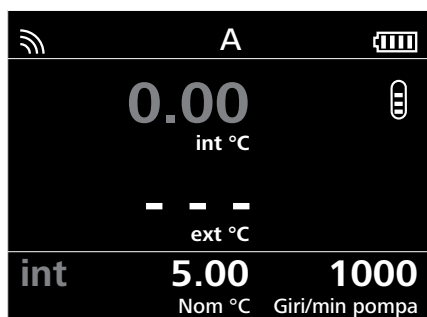 A
0.00
int °C
- - -
ext °C
int 5.00 1000
Nom °C Giri/min pompa